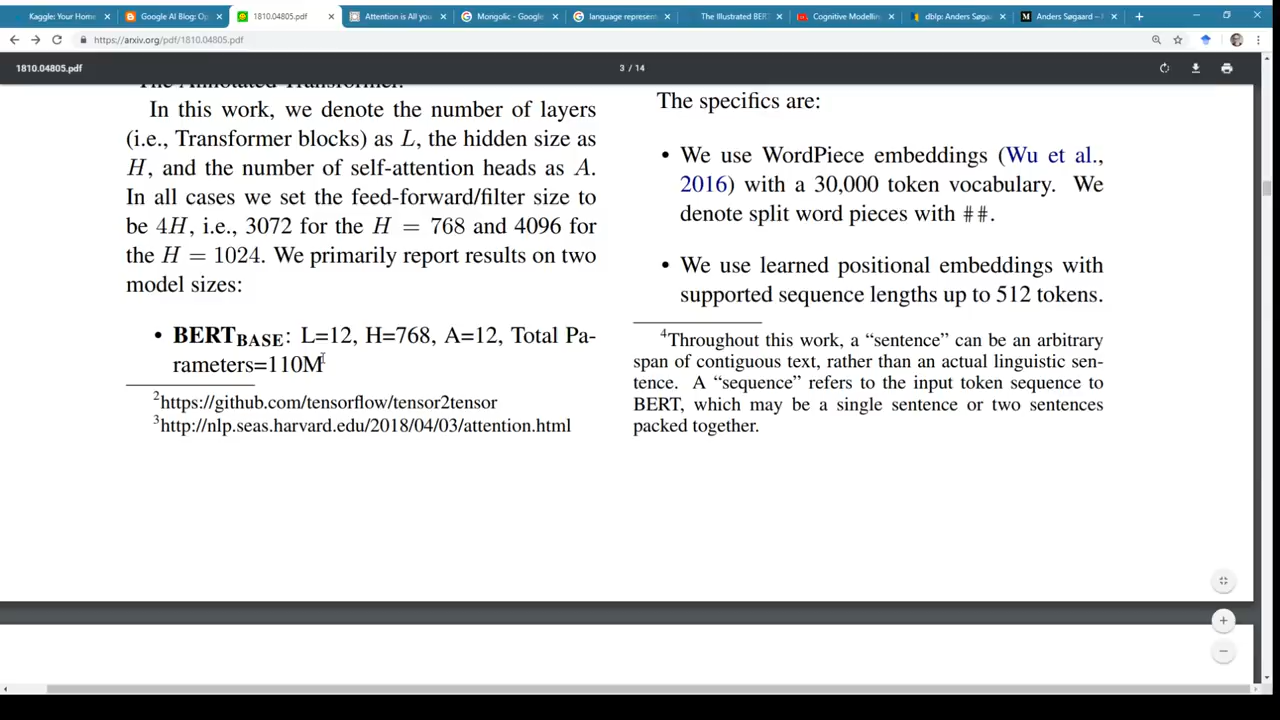 Kaggle: Your Home
Google AI Blog: Op
1810.04805.pdf
Attention is All you
Mongolic - Google
language represent
The Illustrated BERT
Cognitive Modelling
dblp: Anders Søgaa
Anders Søgaard –
https://arxiv.org/pdf/1810.04805.pdf
1810.04805.pdf
3 / 14
The Annotated Transformer.
In this work, we denote the number of layers
(i.e., Transformer blocks) as L, the hidden size as
H, and the number of self-attention heads as A.
In all cases we set the feed-forward/filter size to
be 4H, i.e., 3072 for the H = 768 and 4096 for
the H = 1024. We primarily report results on two
model sizes:
• BERTBASE: L=12, H=768, A=12, Total Pa-
rameters=110M
2https://github.com/tensorflow/tensor2tensor
3http://nlp.seas.harvard.edu/2018/04/03/attention.html
The specifics are:
• We use WordPiece embeddings (Wu et al.,
2016) with a 30,000 token vocabulary. We
denote split word pieces with ##.
• We use learned positional embeddings with
supported sequence lengths up to 512 tokens.
4Throughout this work, a “sentence” can be an arbitrary
span of contiguous text, rather than an actual linguistic sen-
tence. A “sequence” refers to the input token sequence to
BERT, which may be a single sentence or two sentences
packed together.